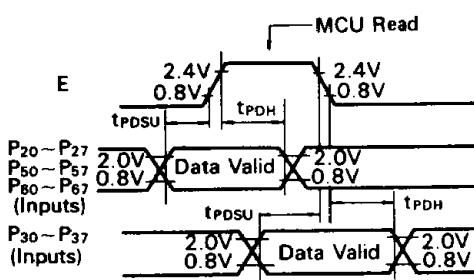 MCU Read
E
2.4V
0.8V
2.4V
0.8V
tPDSU
tPDH
P20~P27
P50~P57
P60~P67
(Inputs)
2.0V
0.8V
Data Valid
2.0V
0.8V
tPDSU
tPDH
P30~P37
(Inputs)
2.0V
0.8V
Data Valid
2.0V
0.8V